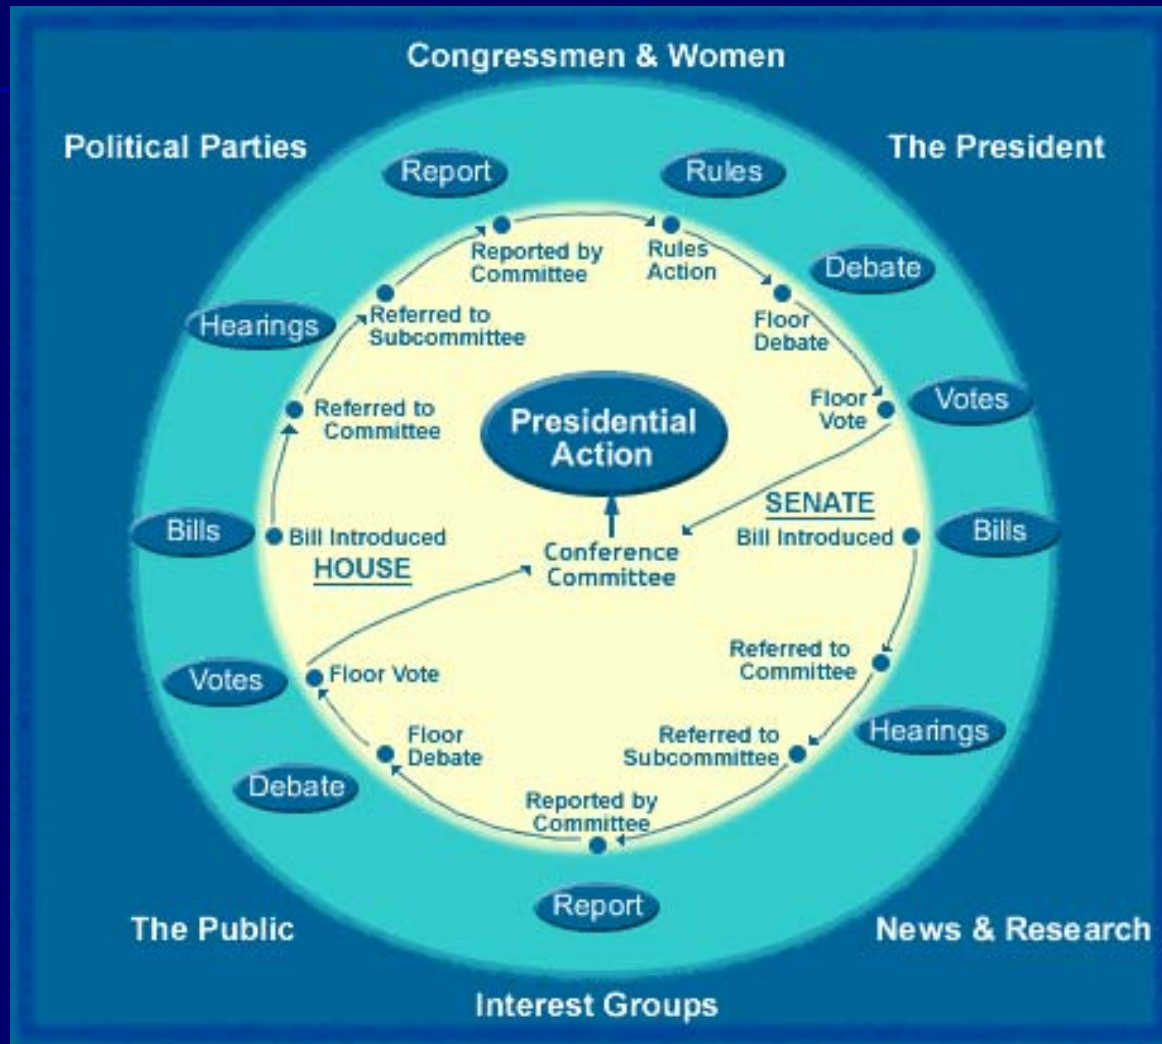 Congressmen & Women
Political Parties
The President
Report
Rules
Reported by
Committee
Rules
Action
Debate
Hearings
Referred to
Subcommittee
Floor
Debate
Referred to
Committee
Presidential
Action
Floor
Vote
Votes
Bills
Bill Introduced
HOUSE
Conference
Committee
SENATE
Bill Introduced
Bills
Votes
Floor Vote
Referred to
Committee
Floor
Debate
Referred to
Subcommittee
Hearings
Debate
Reported by
Committee
Report
The Public
News & Research
Interest Groups